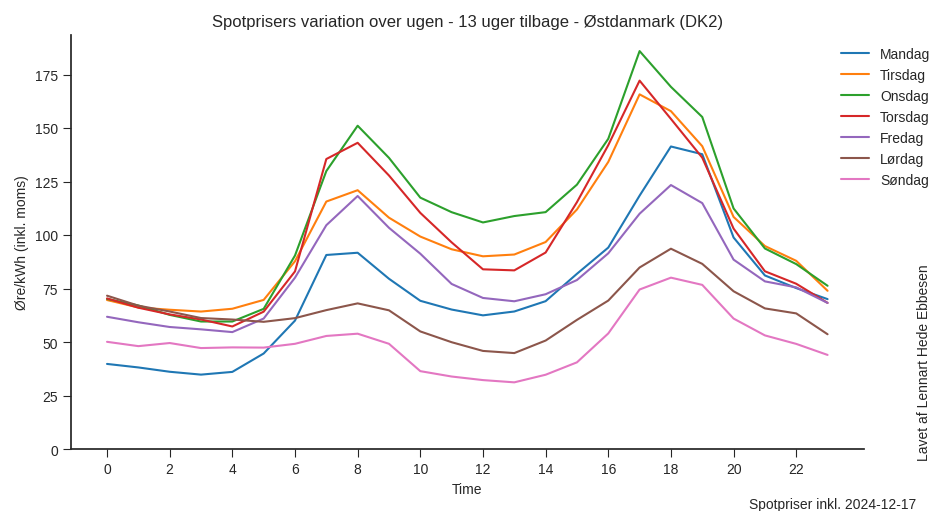 Spotprisers variation over ugen - 13 uger tilbage - Østdanmark (DK2)
Mandag
Tirsdag
Onsdag
Torsdag
Fredag
Lørdag
Søndag
175
150
125
100
75
50
25
0
Øre/kWh (inkl. moms)
0 2 4 6 8 10 12 14 16 18 20 22
Time
Lavet af Lennart Hede Ebbesen
Spotpriser inkl. 2024-12-17